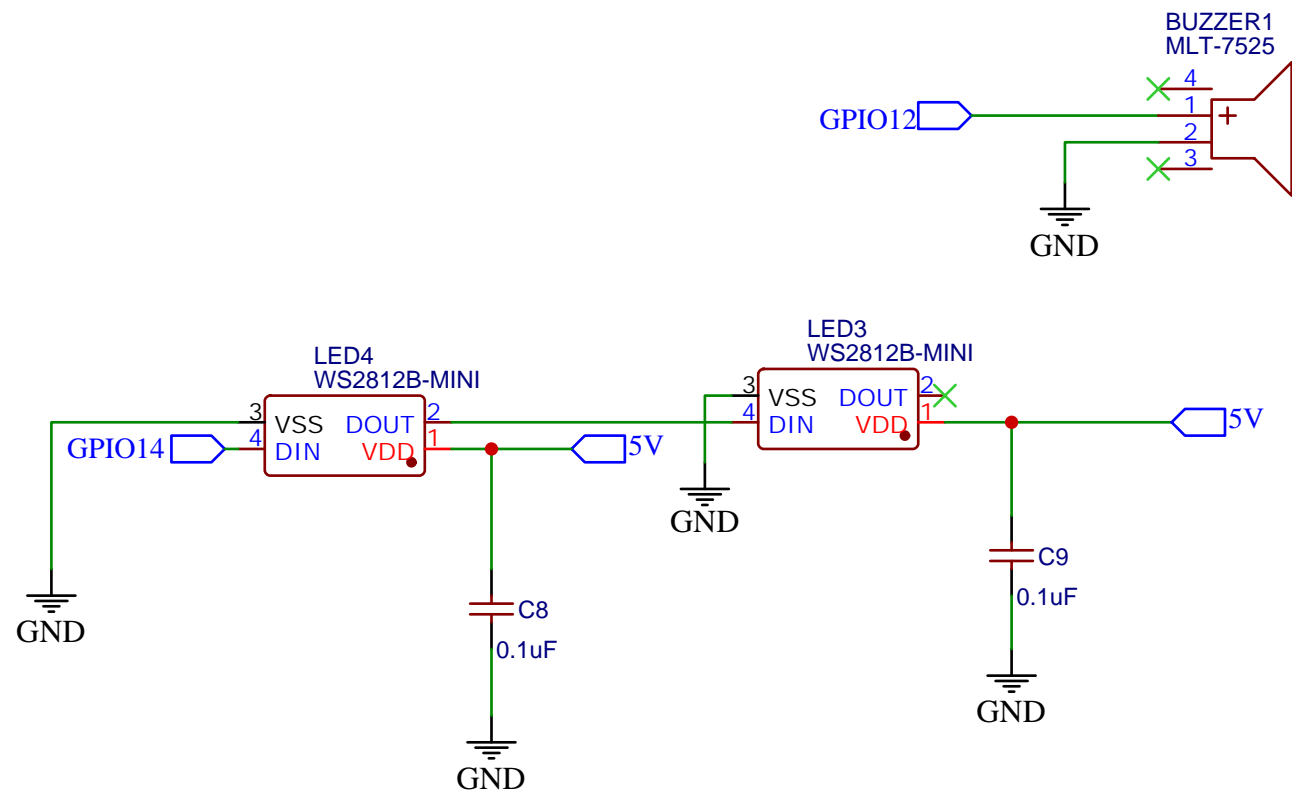 BUZZER1
MLT-7525
4
1
+
2
3
GPIO12
GND
LED4
WS2812B-MINI
3 VSS DOUT 2
4 DIN VDD 1
GPIO14
5V
GND
C8
0.1uF
GND
LED3
WS2812B-MINI
3 VSS DOUT 2
4 DIN VDD 1
5V
GND
C9
0.1uF
GND